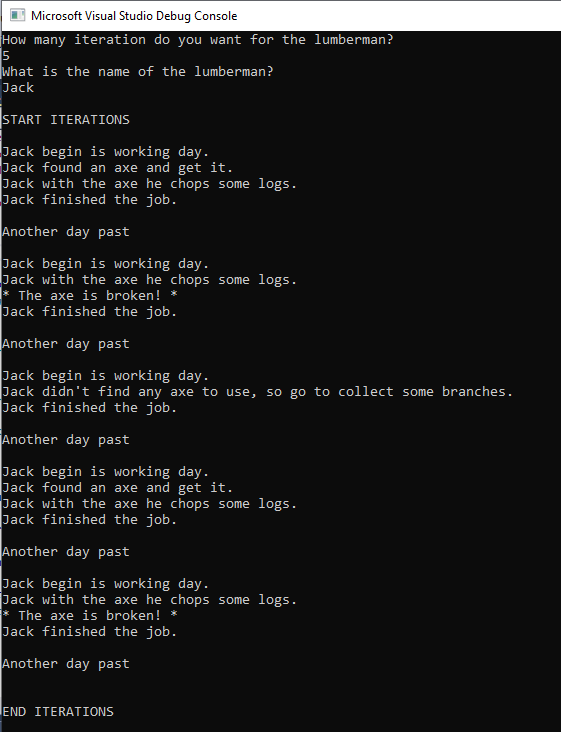 Microsoft Visual Studio Debug Console
How many iteration do you want for the lumberman?
5
What is the name of the lumberman?
Jack
START ITERATIONS
Jack begin is working day.
Jack found an axe and get it.
Jack with the axe he chops some logs.
Jack finished the job.
Another day past
Jack begin is working day.
Jack with the axe he chops some logs.
* The axe is broken! *
Jack finished the job.
Another day past
Jack begin is working day.
Jack didn't find any axe to use, so go to collect some branches.
Jack finished the job.
Another day past
Jack begin is working day.
Jack found an axe and get it.
Jack with the axe he chops some logs.
Jack finished the job.
Another day past
Jack begin is working day.
Jack with the axe he chops some logs.
* The axe is broken! *
Jack finished the job.
Another day past
END ITERATIONS